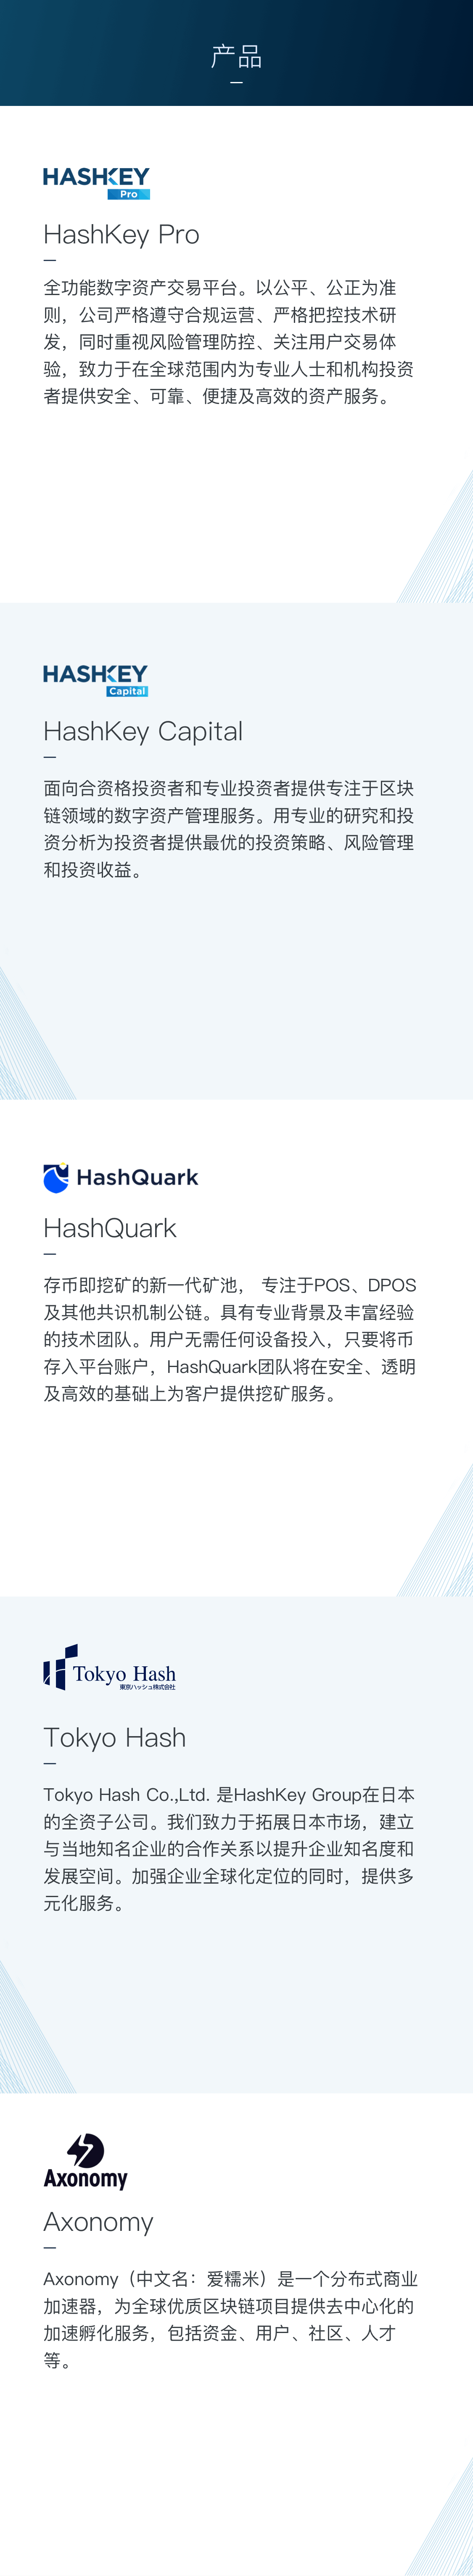 产品
HASHKEY
Pro
HashKey Pro
全功能数字资产交易平台。以公平、公正为准
则，公司严格遵守合规运营、严格把控技术研
发，同时重视风险管理防控、关注用户交易体
验，致力于在全球范围内为专业人士和机构投资
者提供安全、可靠、便捷及高效的资产服务。
HASHKEY
Capital
HashKey Capital
面向合资格投资者和专业投资者提供专注于区块
链领域的数字资产管理服务。用专业的研究和投
资分析为投资者提供最优的投资策略、风险管理
和投资收益。
HashQuark
HashQuark
存币即挖矿的新一代矿池， 专注于POS、DPOS
及其他共识机制公链。具有专业背景及丰富经验
的技术团队。用户无需任何设备投入，只要将币
存入平台账户，HashQuark团队将在安全、透明
及高效的基础上为客户提供挖矿服务。
Tokyo Hash
東京ハッシュ株式会社
Tokyo Hash
Tokyo Hash Co.,Ltd. 是HashKey Group在日本
的全资子公司。我们致力于拓展日本市场，建立
与当地知名企业的合作关系以提升企业知名度和
发展空间。加强企业全球化定位的同时，提供多
元化服务。
Axonomy
Axonomy
Axonomy（中文名：爱糯米）是一个分布式商业
加速器，为全球优质区块链项目提供去中心化的
加速孵化服务，包括资金、用户、社区、人才
等。